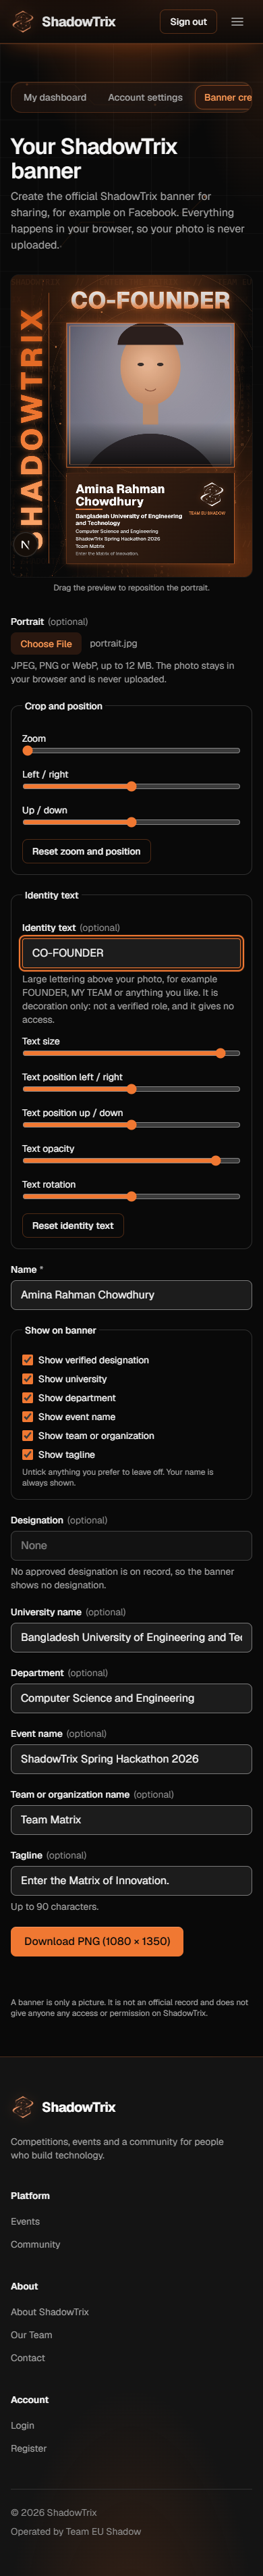 ShadowTrix
Sign out
My dashboard
Account settings
Banner cre
Your ShadowTrix
banner
Create the official ShadowTrix banner for
sharing, for example on Facebook. Everything
happens in your browser, so your photo is never
uploaded.
CO-FOUNDER
SHADOWTRIX
Amina Rahman
Chowdhury
Bangladesh University of Engineering
and Technology
Computer Science and Engineering
ShadowTrix Spring Hackathon 2026
Team Matrix
Enter the Matrix of Innovation.
TEAM EU SHADOW
N
Drag the preview to reposition the portrait.
Portrait (optional)
Choose File
portrait.jpg
JPEG, PNG or WebP, up to 12 MB. The photo stays in
your browser and is never uploaded.
Crop and position
Zoom
Left / right
Up / down
Reset zoom and position
Identity text
Identity text (optional)
CO-FOUNDER
Large lettering above your photo, for example
FOUNDER, MY TEAM or anything you like. It is
decoration only: not a verified role, and it gives no
access.
Text size
Text position left / right
Text position up / down
Text opacity
Text rotation
Reset identity text
Name *
Amina Rahman Chowdhury
Show on banner
Show verified designation
Show university
Show department
Show event name
Show team or organization
Show tagline
Untick anything you prefer to leave off. Your name is
always shown.
Designation (optional)
None
No approved designation is on record, so the banner
shows no designation.
University name (optional)
Bangladesh University of Engineering and Tec
Department (optional)
Computer Science and Engineering
Event name (optional)
ShadowTrix Spring Hackathon 2026
Team or organization name (optional)
Team Matrix
Tagline (optional)
Enter the Matrix of Innovation.
Up to 90 characters.
Download PNG (1080 × 1350)
A banner is only a picture. It is not an official record and does not
give anyone any access or permission on ShadowTrix.
ShadowTrix
Competitions, events and a community for people
who build technology.
Platform
Events
Community
About
About ShadowTrix
Our Team
Contact
Account
Login
Register
© 2026 ShadowTrix
Operated by Team EU Shadow